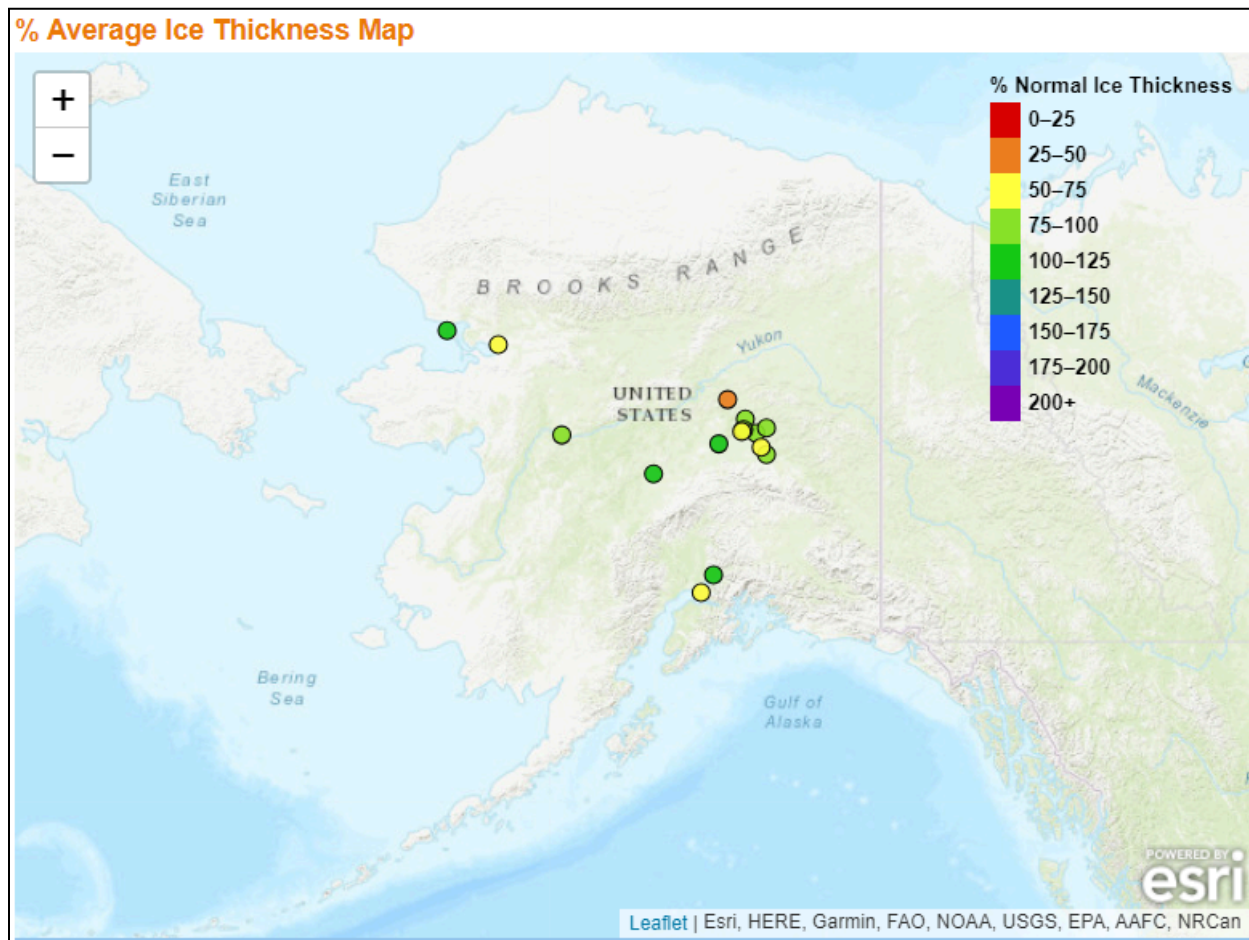 % Average Ice Thickness Map
+
−
% Normal Ice Thickness
0–25
25–50
50–75
75–100
100–125
125–150
150–175
175–200
200+
East
Siberian
Sea
BROOKS RANGE
Yukon
Mackenzie
UNITED
STATES
Bering
Sea
Gulf of
Alaska
POWERED BY
esri
Leaflet | Esri, HERE, Garmin, FAO, NOAA, USGS, EPA, AAFC, NRCan